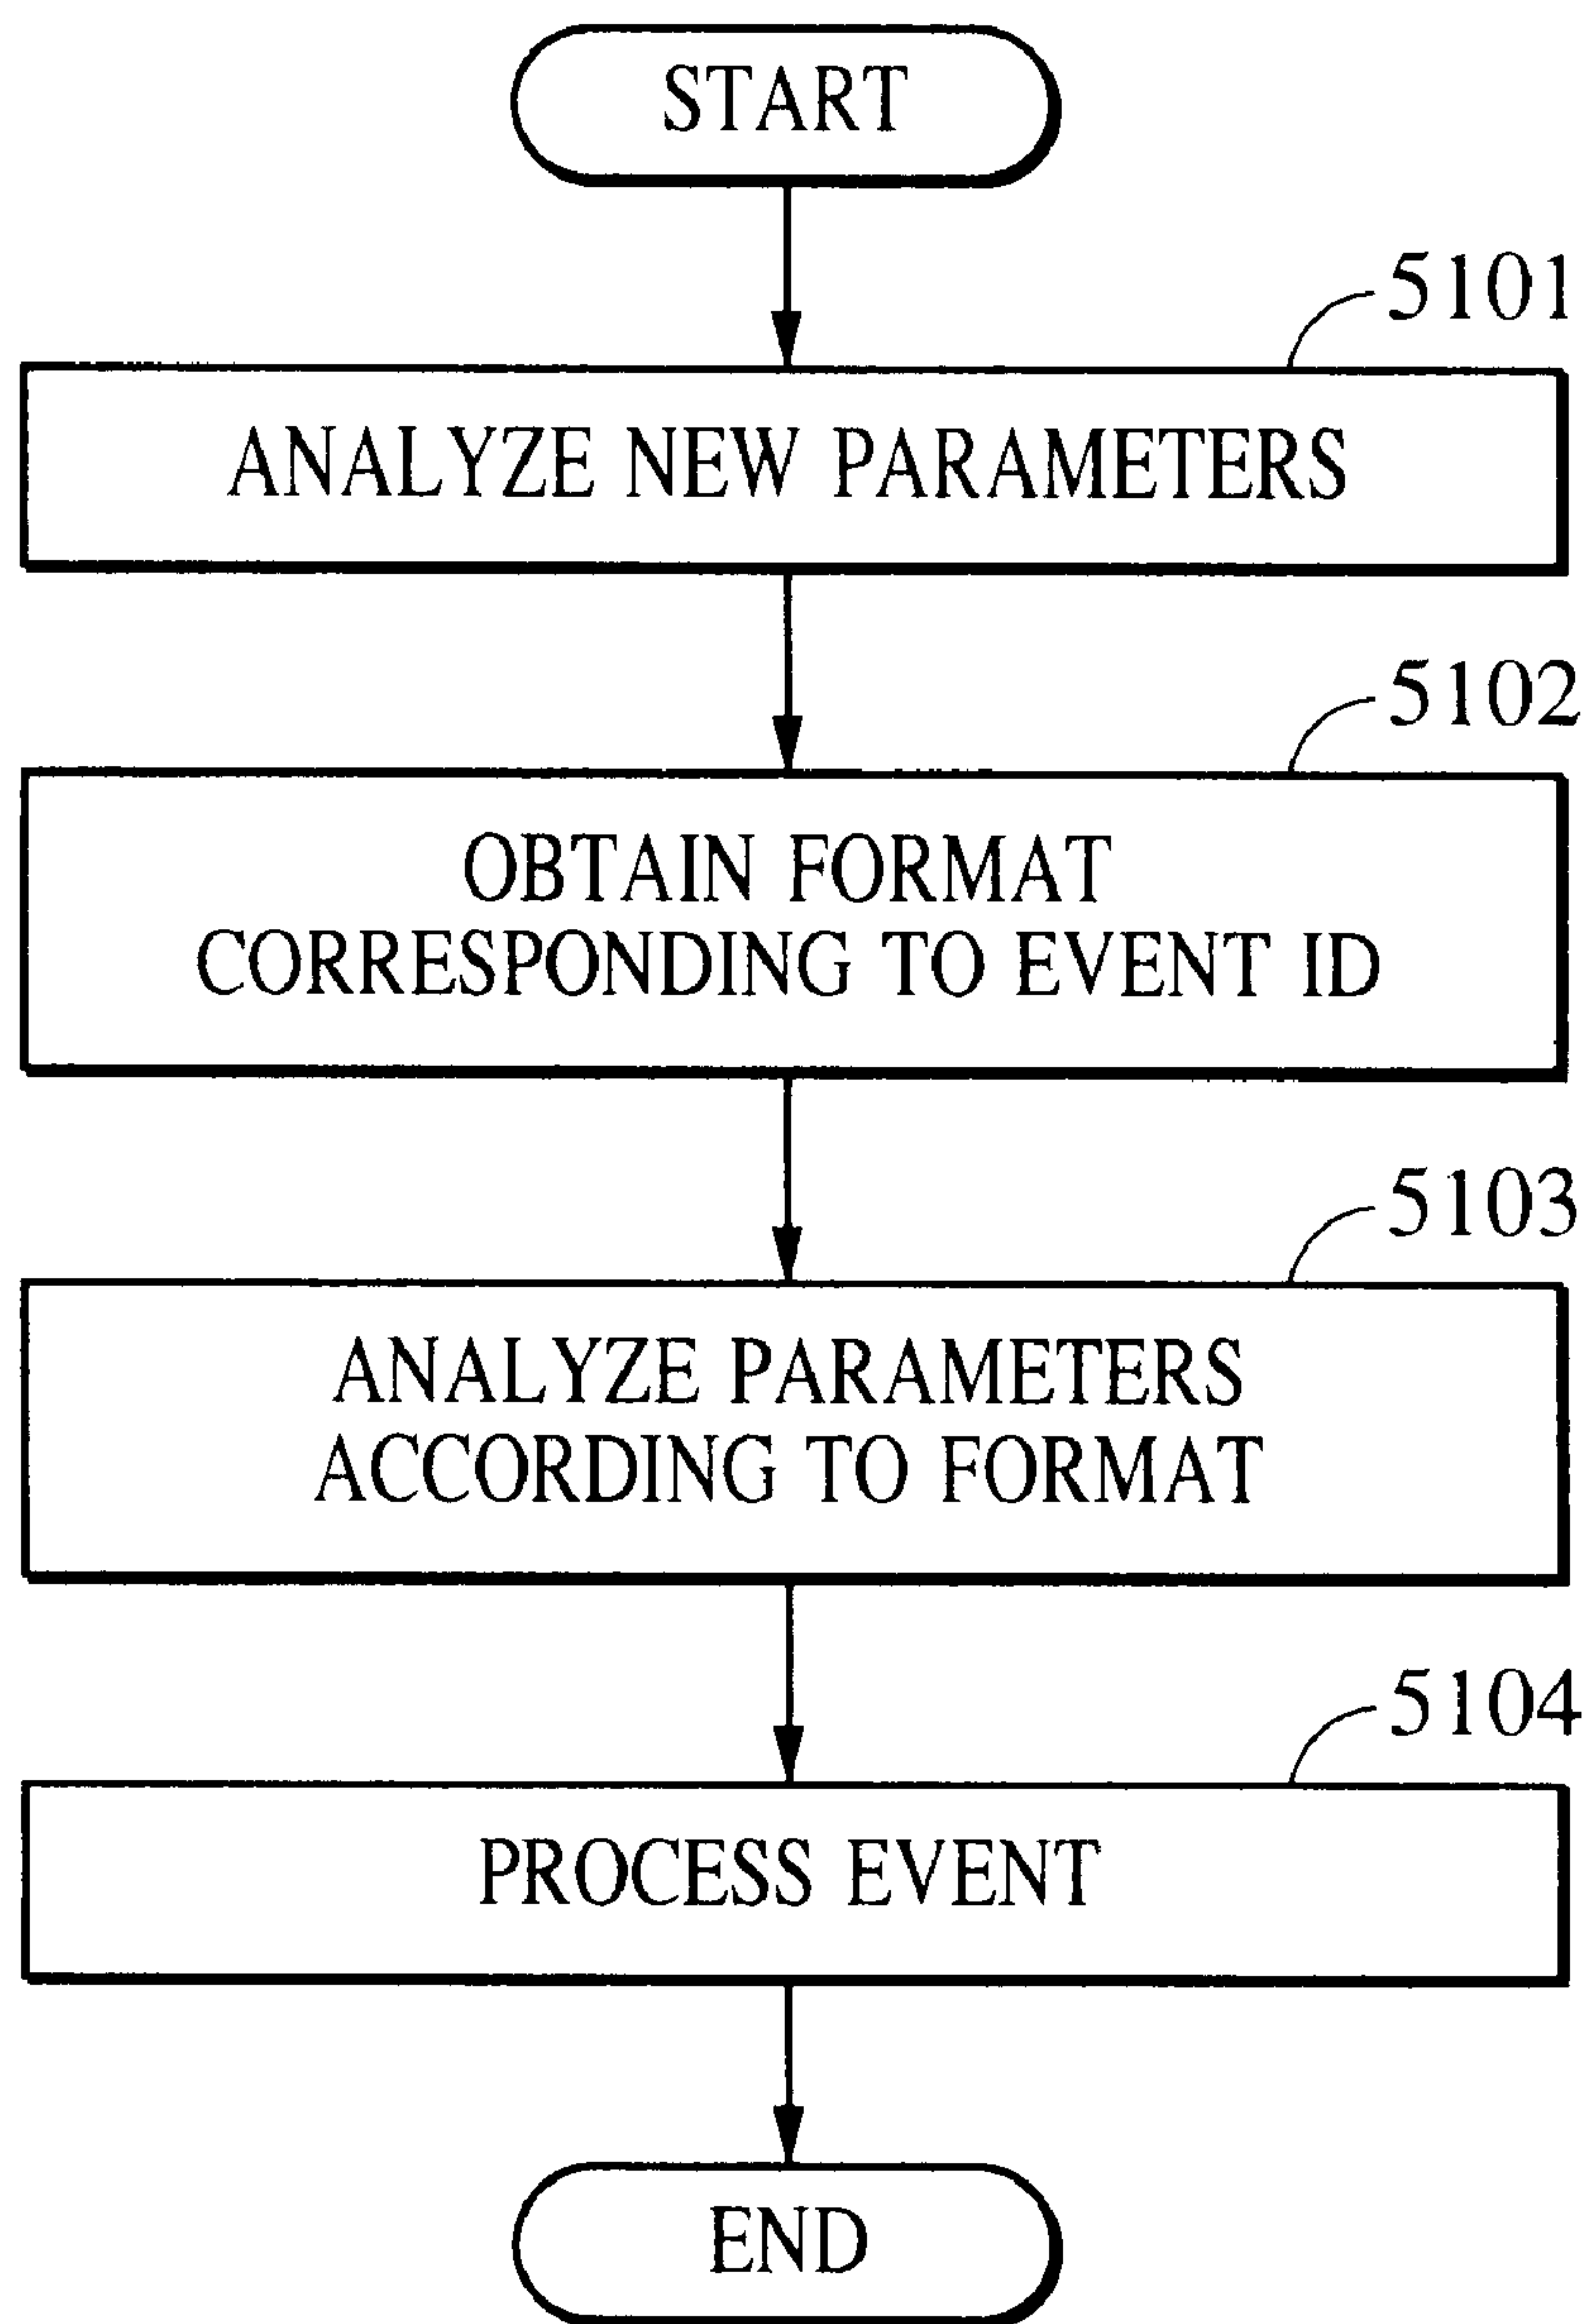 START
5101
ANALYZE NEW PARAMETERS
5102
OBTAIN FORMAT
CORRESPONDING TO EVENT ID
5103
ANALYZE PARAMETERS
ACCORDING TO FORMAT
5104
PROCESS EVENT
END